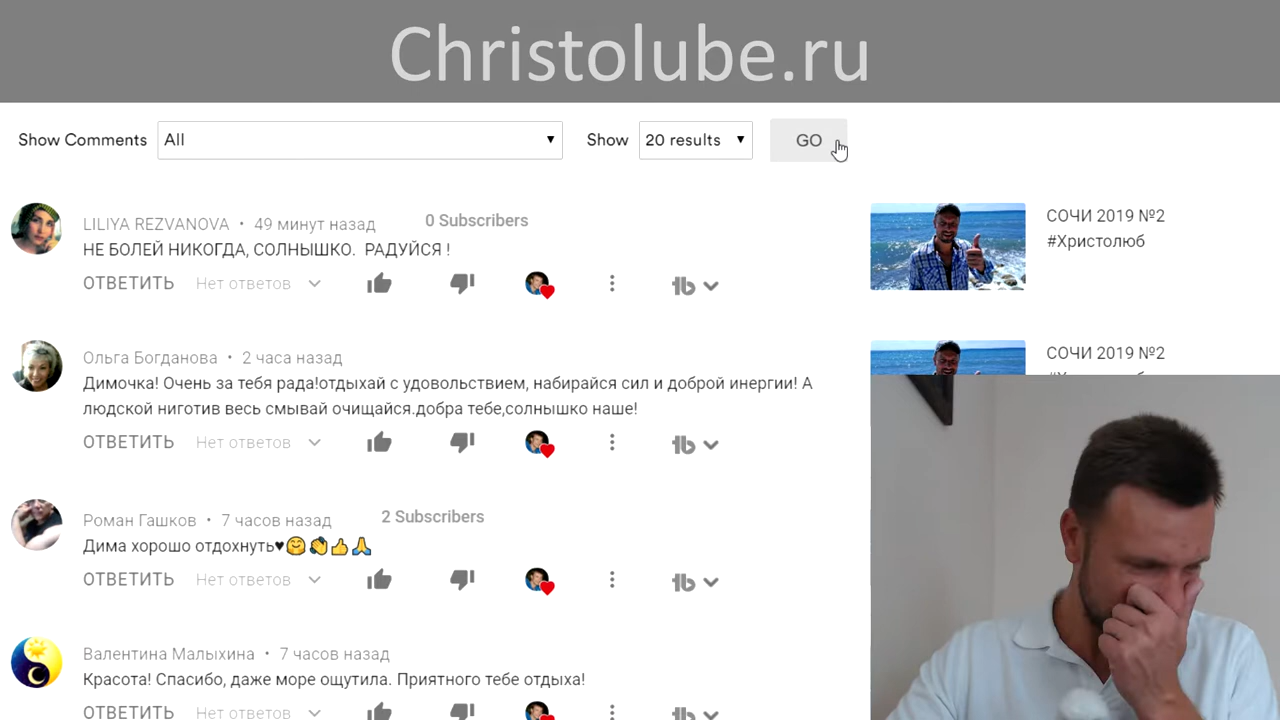 Christolube.ru
Show Comments All Show 20 results GO
LILIYA REZVANOVA • 49 минут назад 0 Subscribers
НЕ БОЛЕЙ НИКОГДА, СОЛНЫШКО. РАДУЙСЯ !
ОТВЕТИТЬ Нет ответов
СОЧИ 2019 №2
#Христолюб
Ольга Богданова • 2 часа назад
Димочка! Очень за тебя рада!отдыхай с удовольствием, набирайся сил и доброй инергии! А
людской ниготив весь смывай очищайся.добра тебе,солнышко наше!
ОТВЕТИТЬ Нет ответов
СОЧИ 2019 №2
Роман Гашков • 7 часов назад 2 Subscribers
Дима хорошо отдохнуть♥🤗👏👍🙏
ОТВЕТИТЬ Нет ответов
Валентина Малыхина • 7 часов назад
Красота! Спасибо, даже море ощутила. Приятного тебе отдыха!
ОТВЕТИТЬ Нет ответов